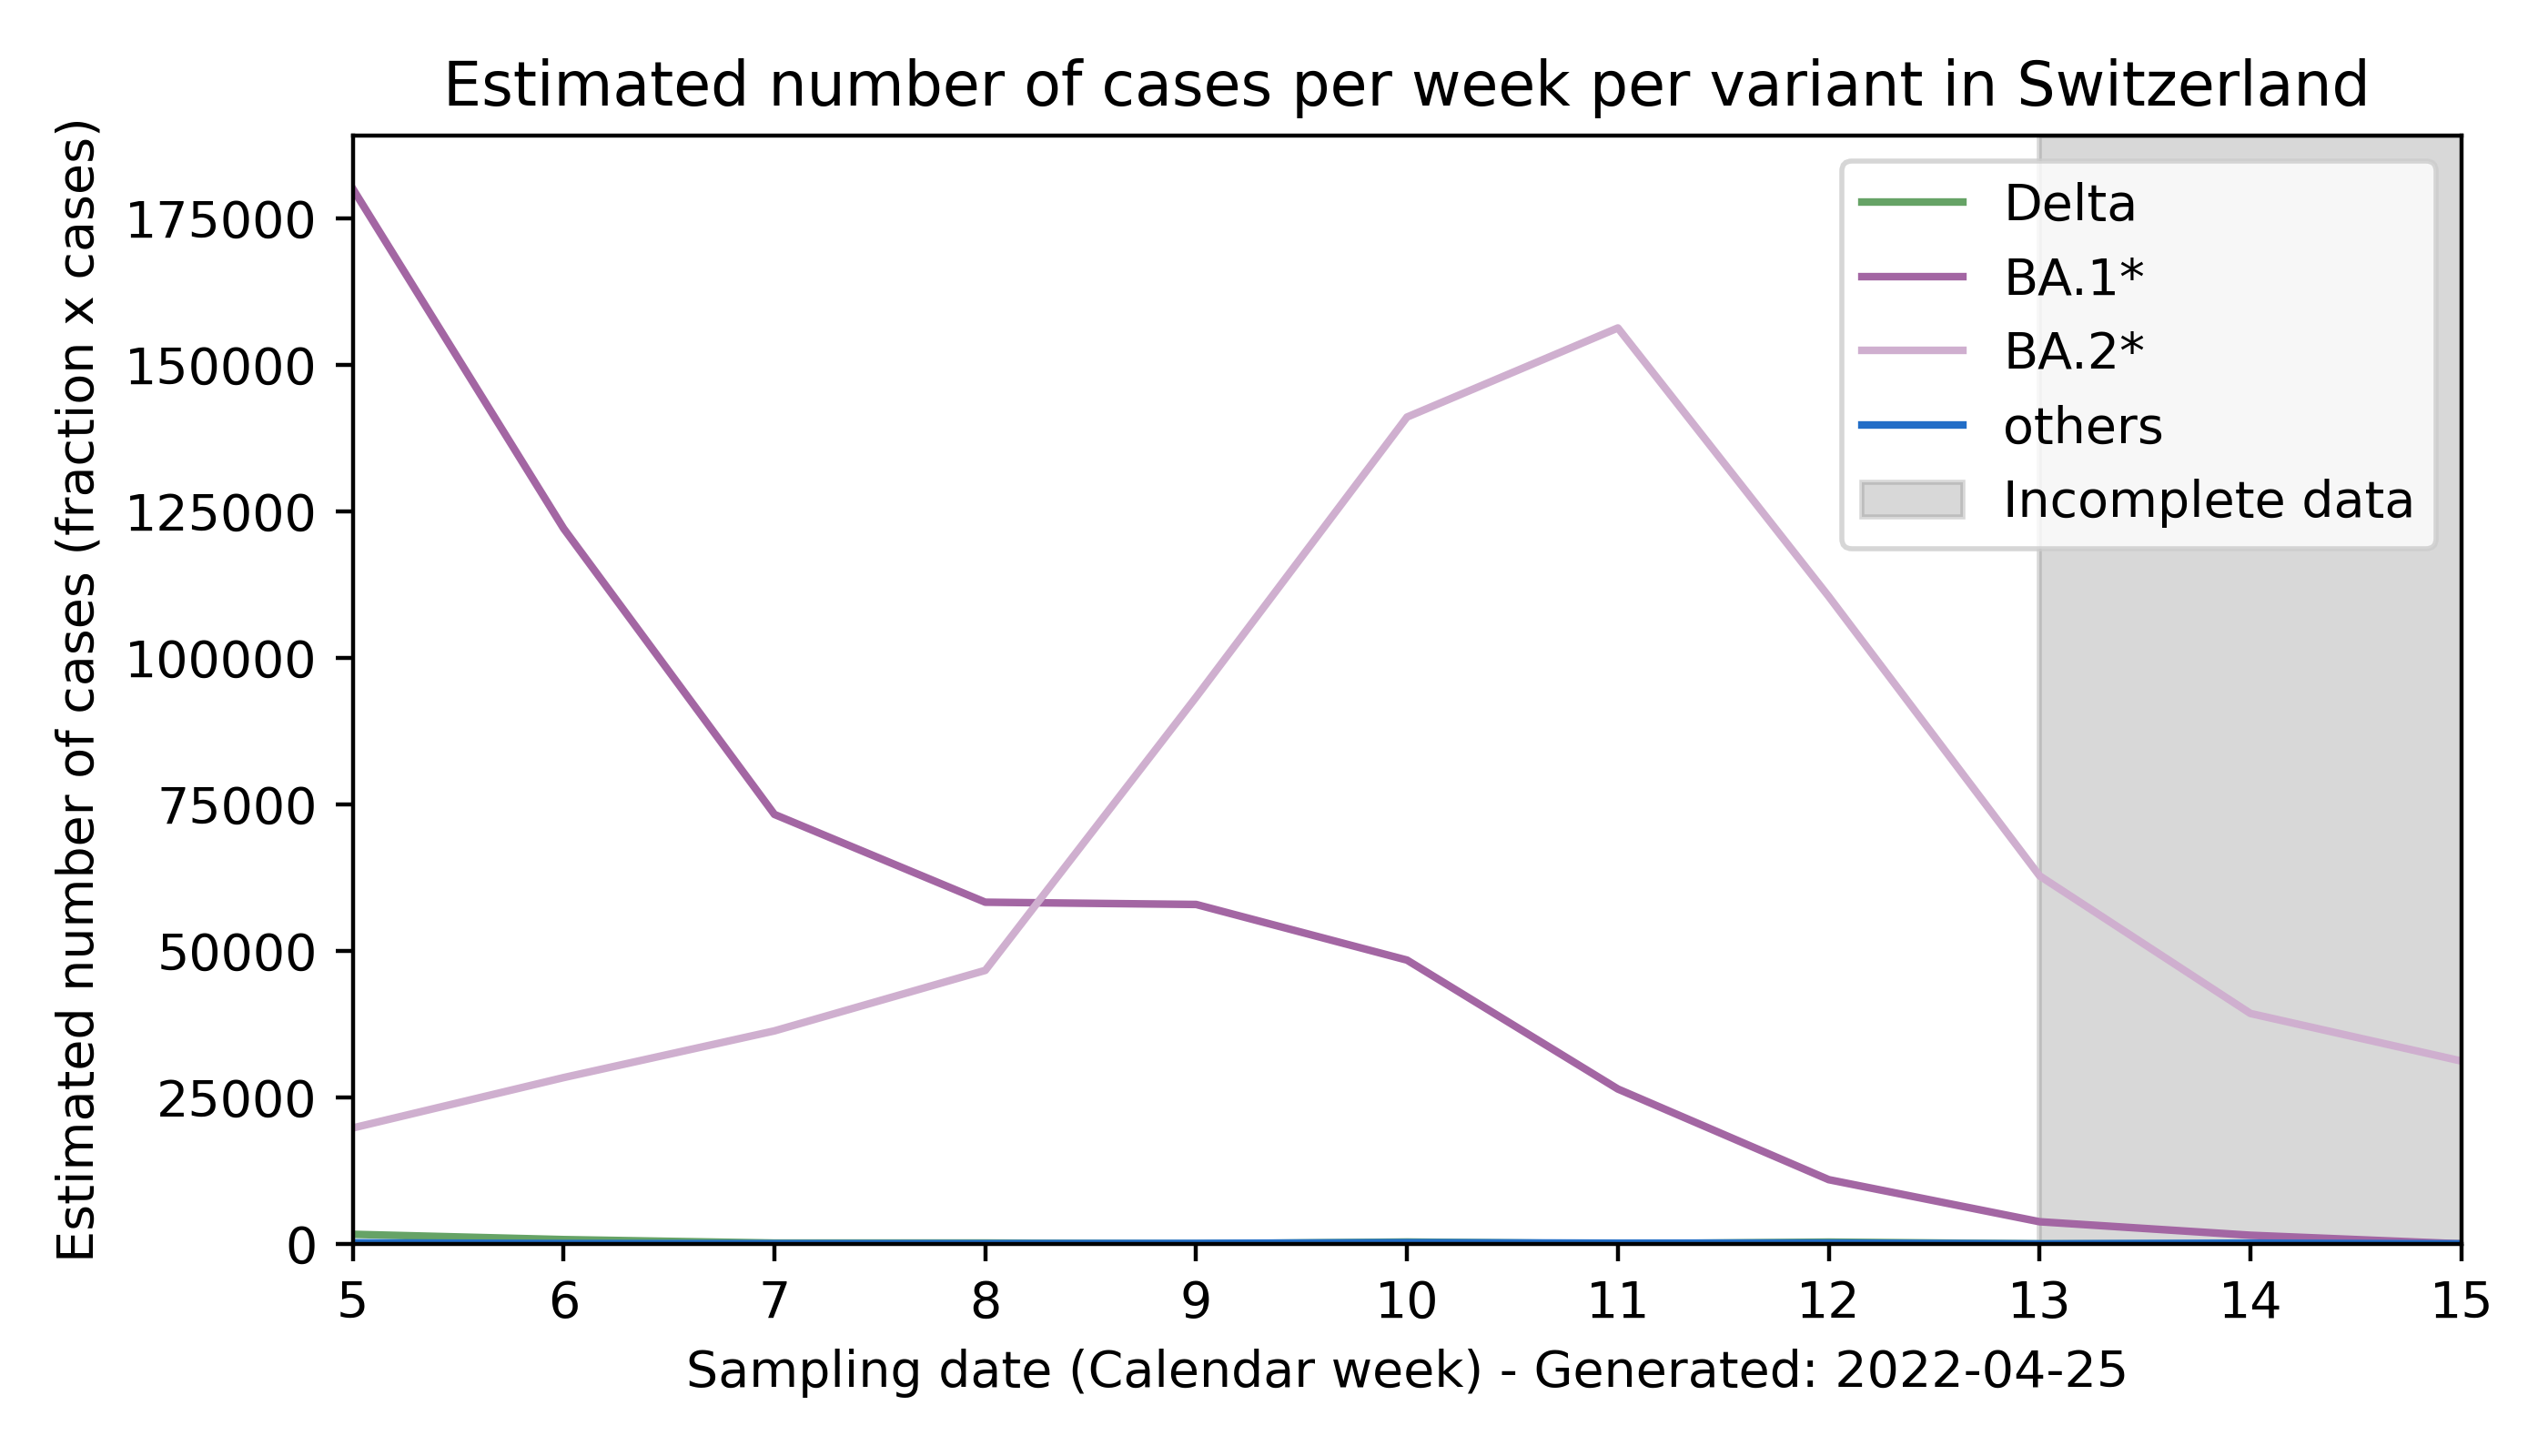 Estimated number of cases per week per variant in Switzerland
Estimated number of cases (fraction x cases)
175000
150000
125000
100000
75000
50000
25000
0
Delta
BA.1*
BA.2*
others
Incomplete data
5 6 7 8 9 10 11 12 13 14 15
Sampling date (Calendar week) - Generated: 2022-04-25